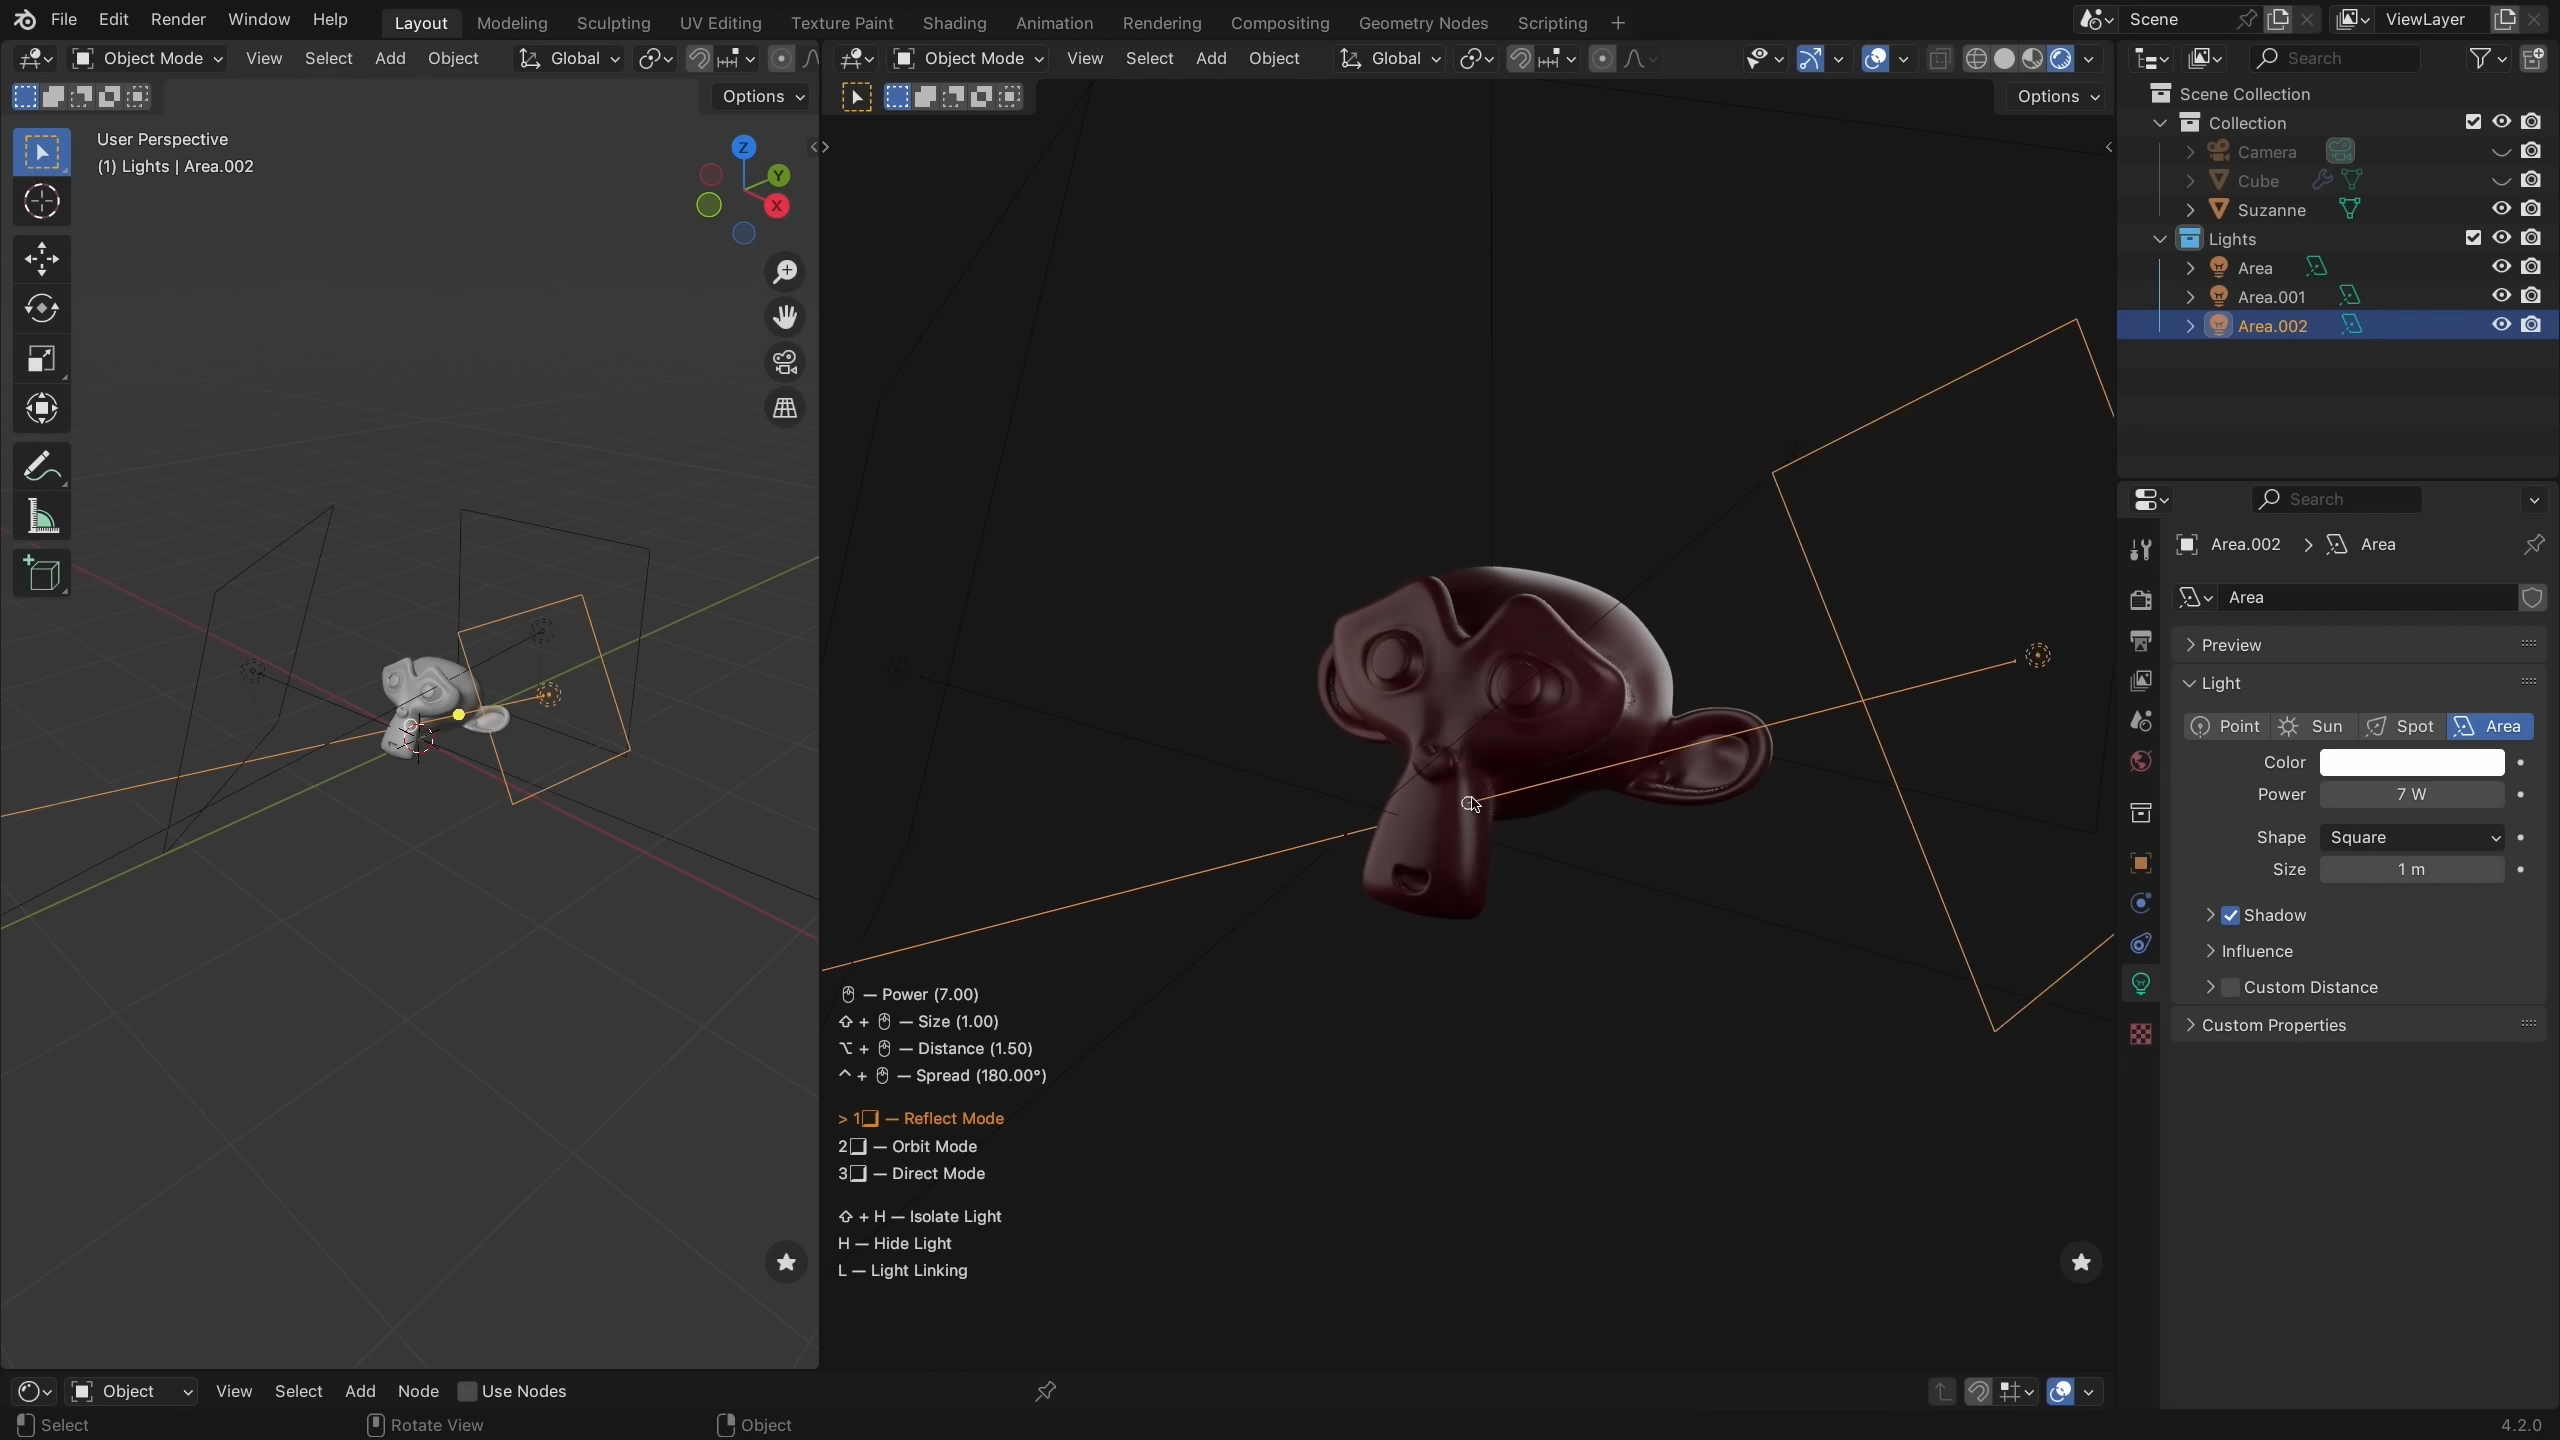 File Edit Render Window Help
Layout Modeling Sculpting UV Editing Texture Paint Shading Animation Rendering Compositing Geometry Nodes Scripting +
Scene
ViewLayer
Object Mode View Select Add Object Global
Options
User Perspective
(1) Lights | Area.002
Z
Y
X
Object Mode View Select Add Object Global
Options
Power (7.00)
+ — Size (1.00)
+ — Distance (1.50)
^ + — Spread (180.00°)
> 1 — Reflect Mode
2 — Orbit Mode
3 — Direct Mode
+ H — Isolate Light
H — Hide Light
L — Light Linking
Search
Scene Collection
Collection
Camera
Cube
Suzanne
Lights
Area
Area.001
Area.002
Search
Area.002 > Area
Area
Preview
Light
Point Sun Spot Area
Color
Power 7 W
Shape Square
Size 1 m
Shadow
Influence
Custom Distance
Custom Properties
Object View Select Add Node Use Nodes
Select Rotate View Object 4.2.0